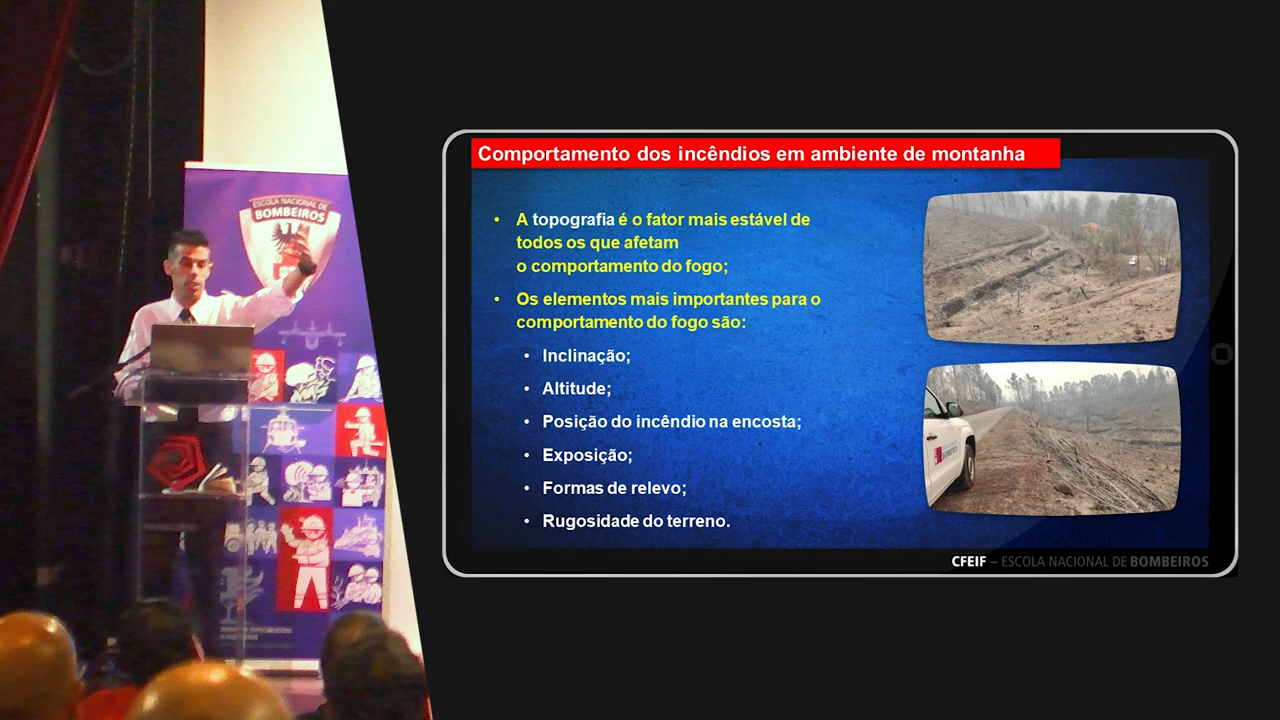 ESCOLA NACIONAL DE
BOMBEIROS
Comportamento dos incêndios em ambiente de montanha
• A topografia é o fator mais estável de
todos os que afetam
o comportamento do fogo;
• Os elementos mais importantes para o
comportamento do fogo são:
• Inclinação;
• Altitude;
• Posição do incêndio na encosta;
• Exposição;
• Formas de relevo;
• Rugosidade do terreno.
CFEIF – ESCOLA NACIONAL DE BOMBEIROS